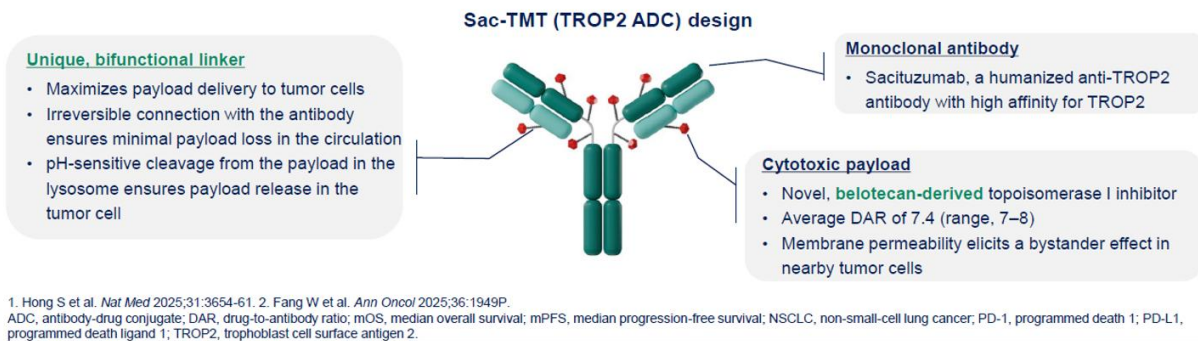 Sac-TMT (TROP2 ADC) design
Unique, bifunctional linker
• Maximizes payload delivery to tumor cells
• Irreversible connection with the antibody
ensures minimal payload loss in the circulation
• pH-sensitive cleavage from the payload in the
lysosome ensures payload release in the
tumor cell
Monoclonal antibody
• Sacituzumab, a humanized anti-TROP2
antibody with high affinity for TROP2
Cytotoxic payload
• Novel, belotecan-derived topoisomerase I inhibitor
• Average DAR of 7.4 (range, 7–8)
• Membrane permeability elicits a bystander effect in
nearby tumor cells
1. Hong S et al. Nat Med 2025;31:3654-61. 2. Fang W et al. Ann Oncol 2025;36:1949P.
ADC, antibody-drug conjugate; DAR, drug-to-antibody ratio; mOS, median overall survival; mPFS, median progression-free survival; NSCLC, non-small-cell lung cancer; PD-1, programmed death 1; PD-L1,
programmed death ligand 1; TROP2, trophoblast cell surface antigen 2.